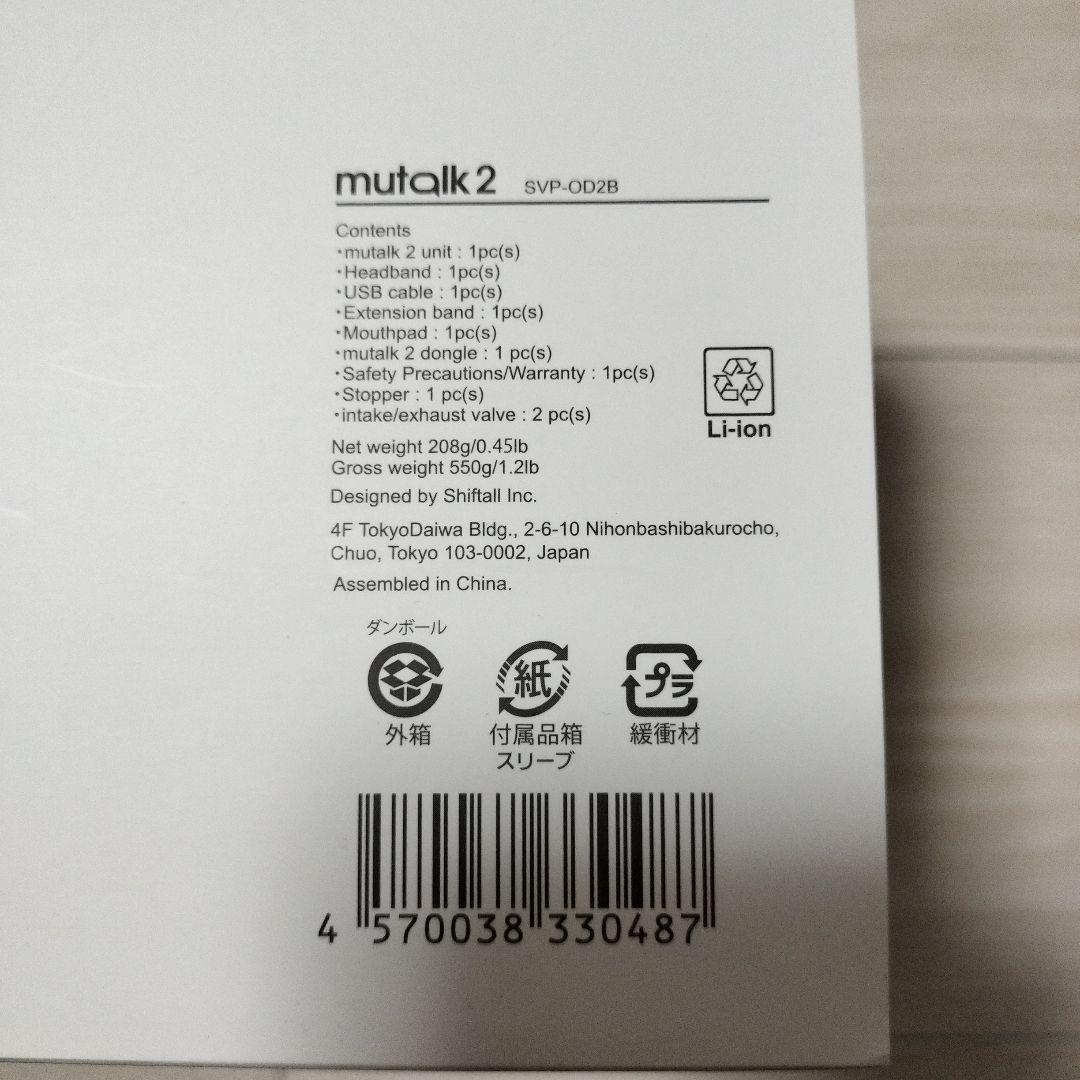 mutalk 2 SVP-OD2B
Contents
・mutalk 2 unit : 1pc(s)
・Headband : 1pc(s)
・USB cable : 1pc(s)
・Extension band : 1pc(s)
・Mouthpad : 1pc(s)
・mutalk 2 dongle : 1 pc(s)
・Safety Precautions/Warranty : 1pc(s)
・Stopper : 1 pc(s)
・intake/exhaust valve : 2 pc(s)
Li-ion
Net weight 208g/0.45lb
Gross weight 550g/1.2lb
Designed by Shiftall Inc.
4F TokyoDaiwa Bldg., 2-6-10 Nihonbashibakurocho,
Chuo, Tokyo 103-0002, Japan
Assembled in China.
ダンボール
紙 プラ
外箱 付属品箱 緩衝材
スリーブ
4 570038 330487